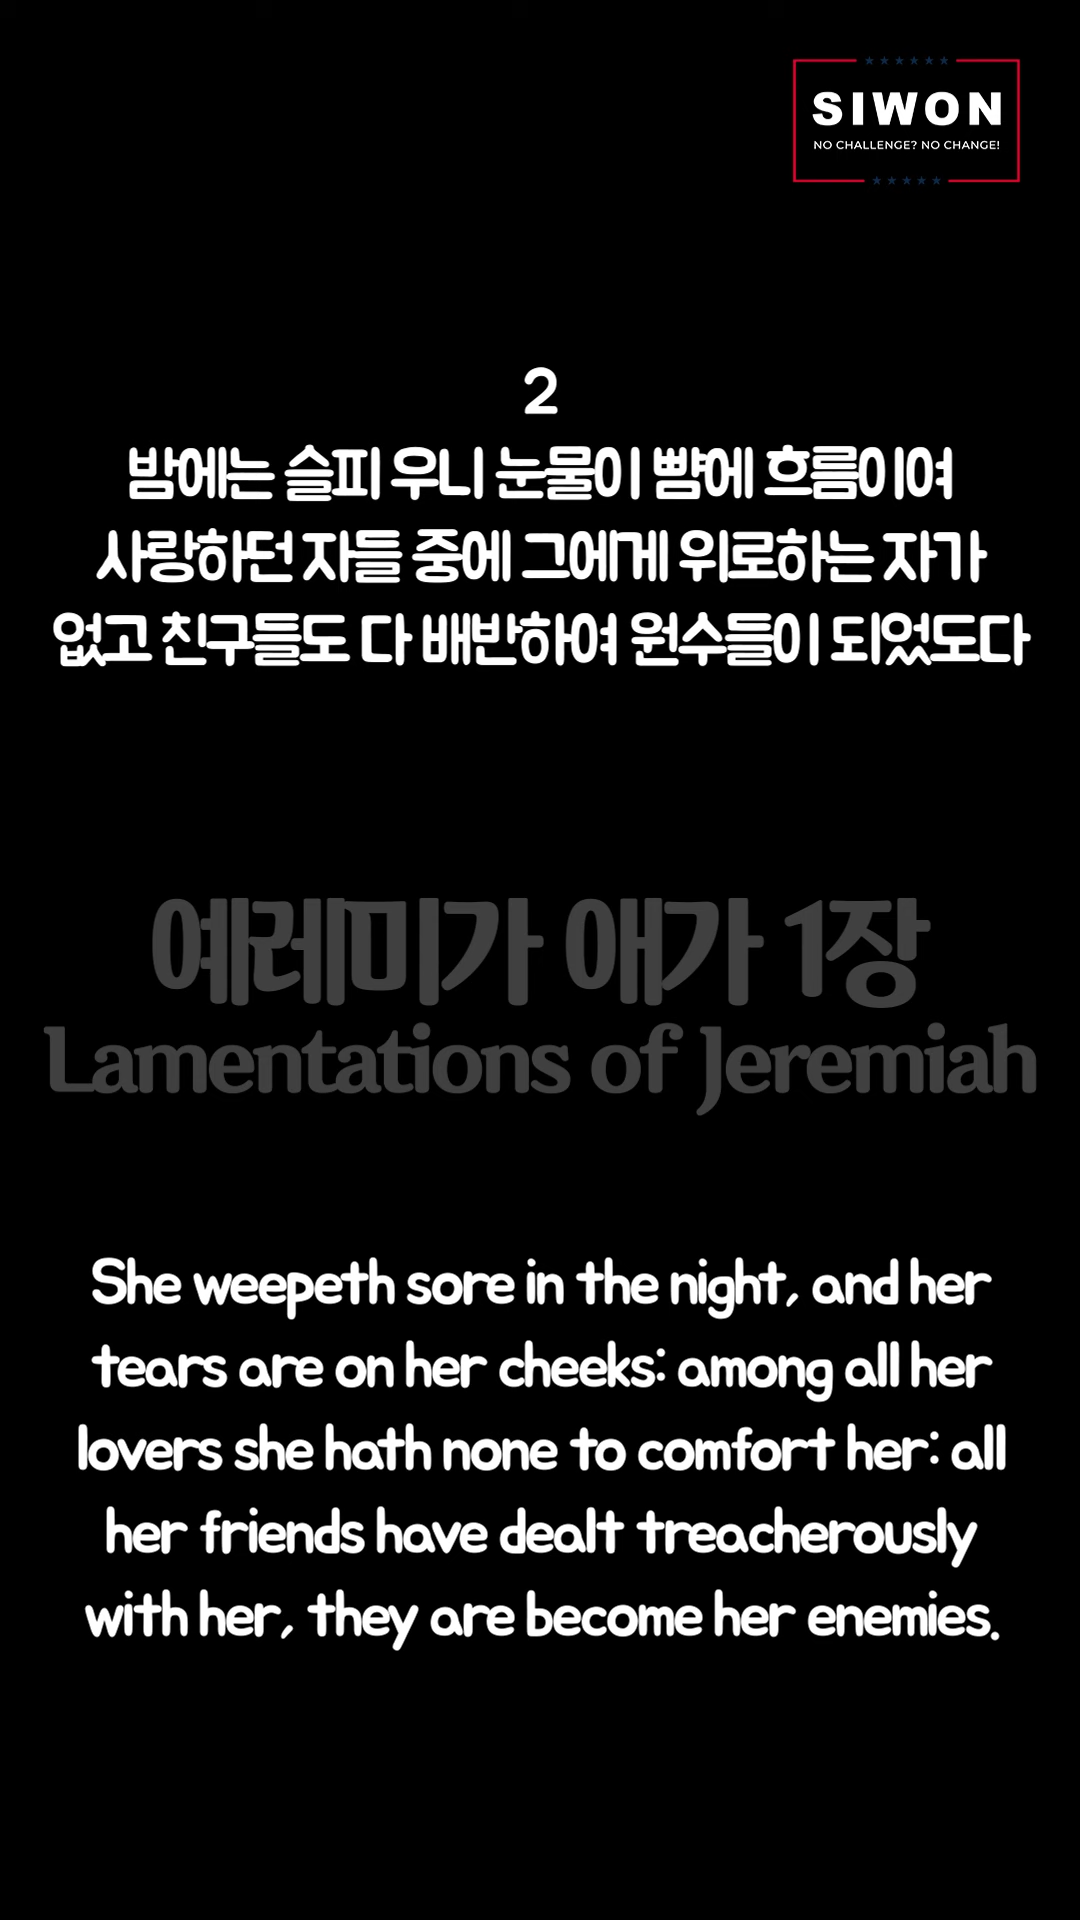 SIWON
NO CHALLENGE? NO CHANGE!
2
밤에는 슬피 우니 눈물이 뺨에 흐름이여
사랑하던 자들 중에 그에게 위로하는 자가
없고 친구들도 다 배반하여 원수들이 되었도다
예레미가 애가 1장
Lamentations of Jeremiah
She weepeth sore in the night, and her
tears are on her cheeks: among all her
lovers she hath none to comfort her: all
her friends have dealt treacherously
with her, they are become her enemies.